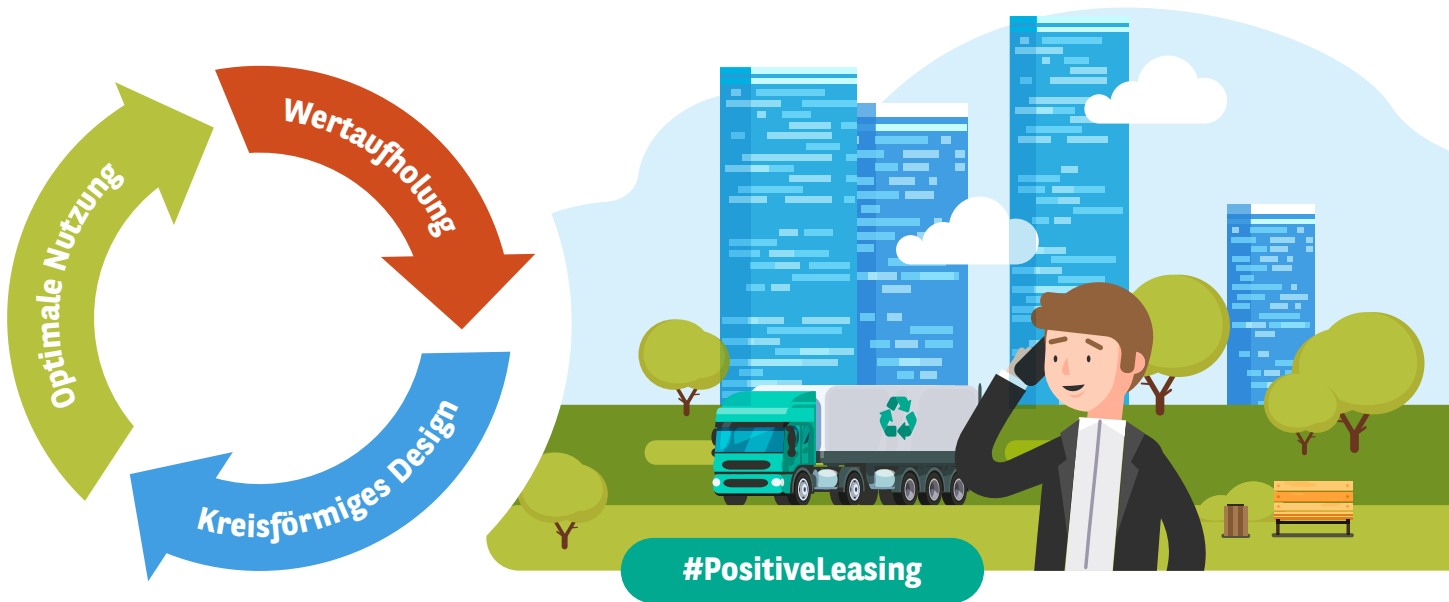 Wertaufholung
Optimale Nutzung
Kreisförmiges Design
#PositiveLeasing